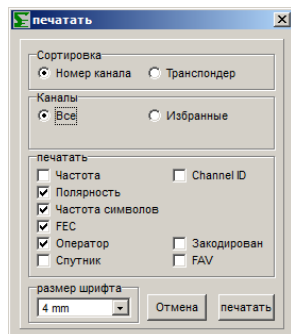 печатать
Сортировка
Номер канала Транспондер
Каналы
Все Избранные
печатать
Частота Channel ID
Полярность
Частота символов
FEC
Оператор Закодирован
Спутник FAV
размер шрифта
4 mm Отмена печатать